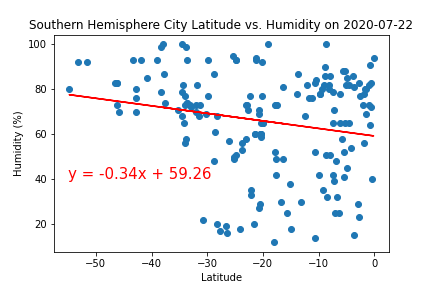 Southern Hemisphere City Latitude vs. Humidity on 2020-07-22
100
80
60
40
20
Humidity (%)
y = -0.34x + 59.26
−50
−40
−30
−20
−10
0
Latitude